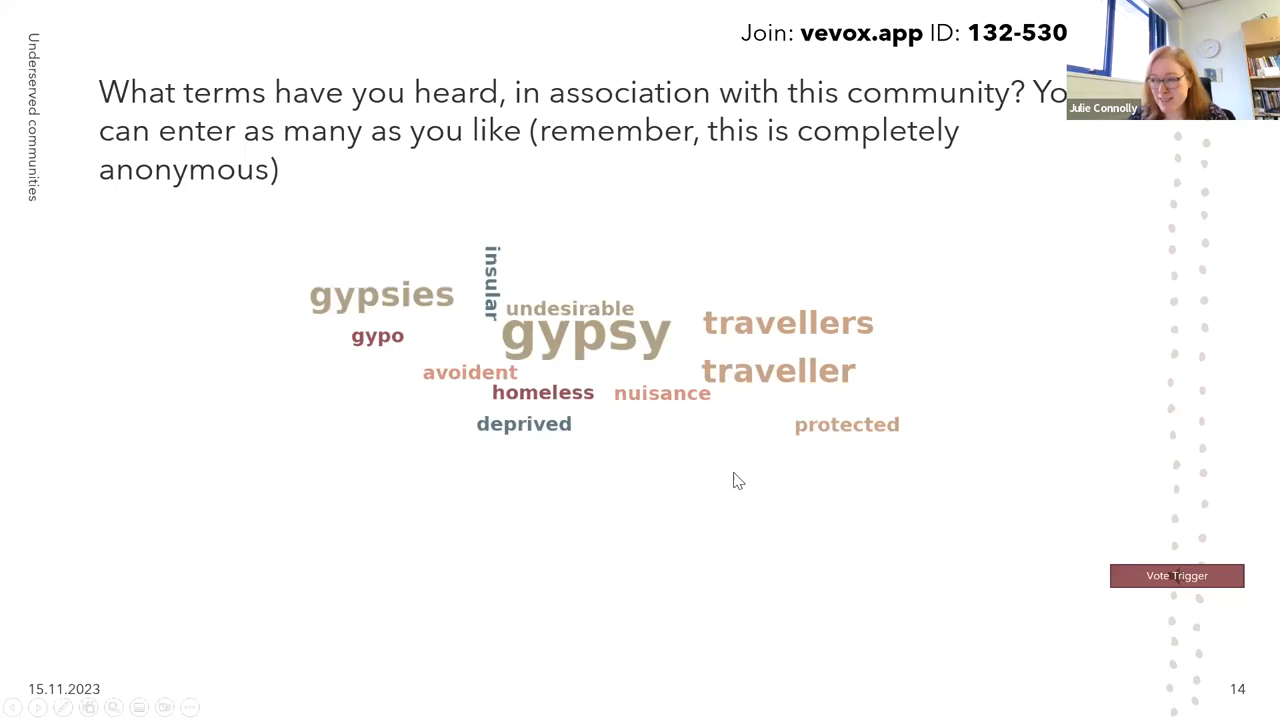 Join: vevox.app ID: 132-530
Underserved communities
What terms have you heard, in association with this community? Yo
can enter as many as you like (remember, this is completely
anonymous)
Julie Connolly
insular
gypsies
undesirable
gypsy
travellers
gypo
avoident
traveller
homeless
nuisance
deprived
protected
Vote Trigger
15.11.2023
14